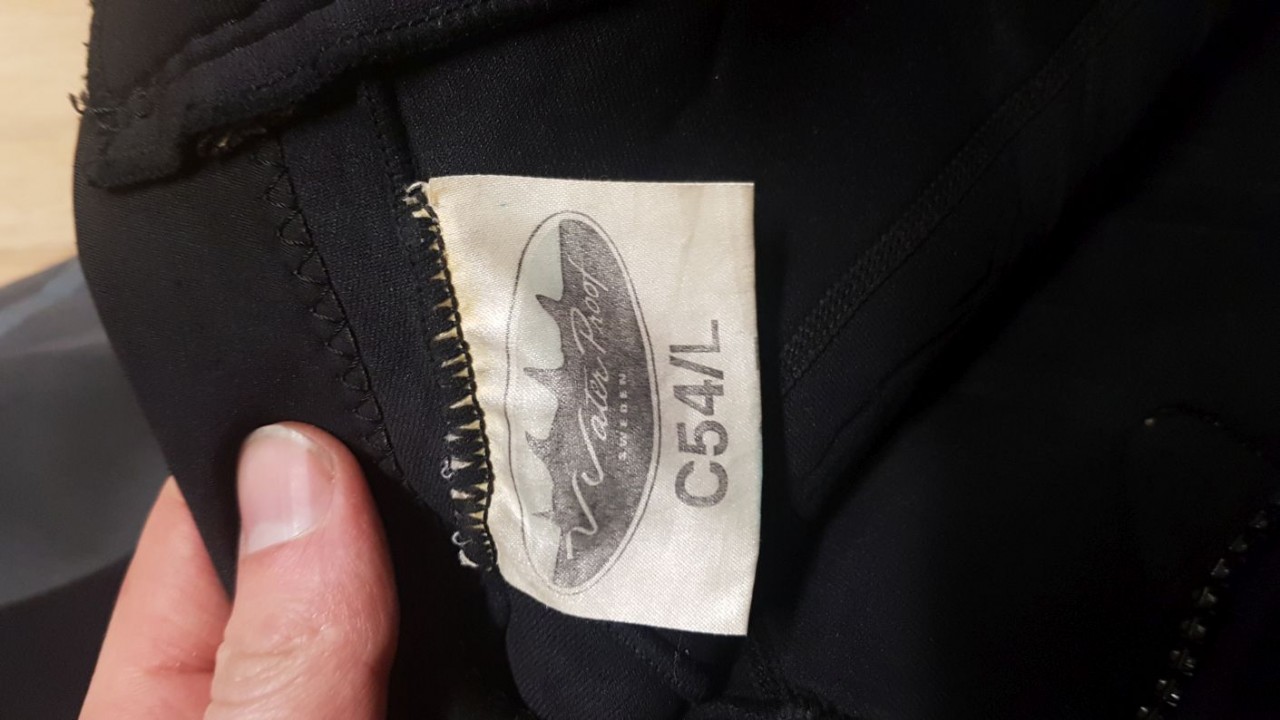 Water Proof
SWEDEN
C54/L